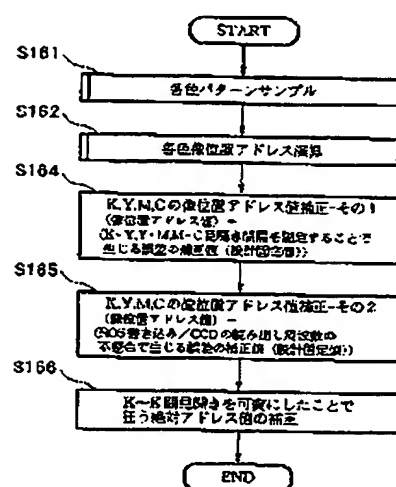 START
S161
各色パターンサンプル
S162
各色像位置アドレス演算
S164
K,Y,M,Cの像位置アドレス値補正-その1
(像位置アドレス値) -
(K-Y,Y-M,M-C 間隔を固定することで
生じる誤差の補正値 (設計固定値))
S165
K,Y,M,Cの像位置アドレス値補正-その2
(像位置アドレス値) -
(ROS書き込み/CCDの読み出し周波数の
不整合で生じる誤差の補正値 (設計固定値))
S166
K〜K間見開きを可変にしたことで
狂う絶対アドレス値の補正
END